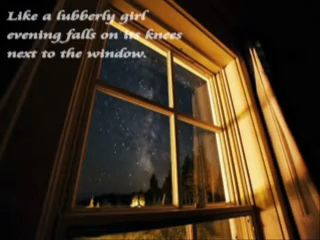 Like a lubberly girl
evening falls on its knees
next to the window.